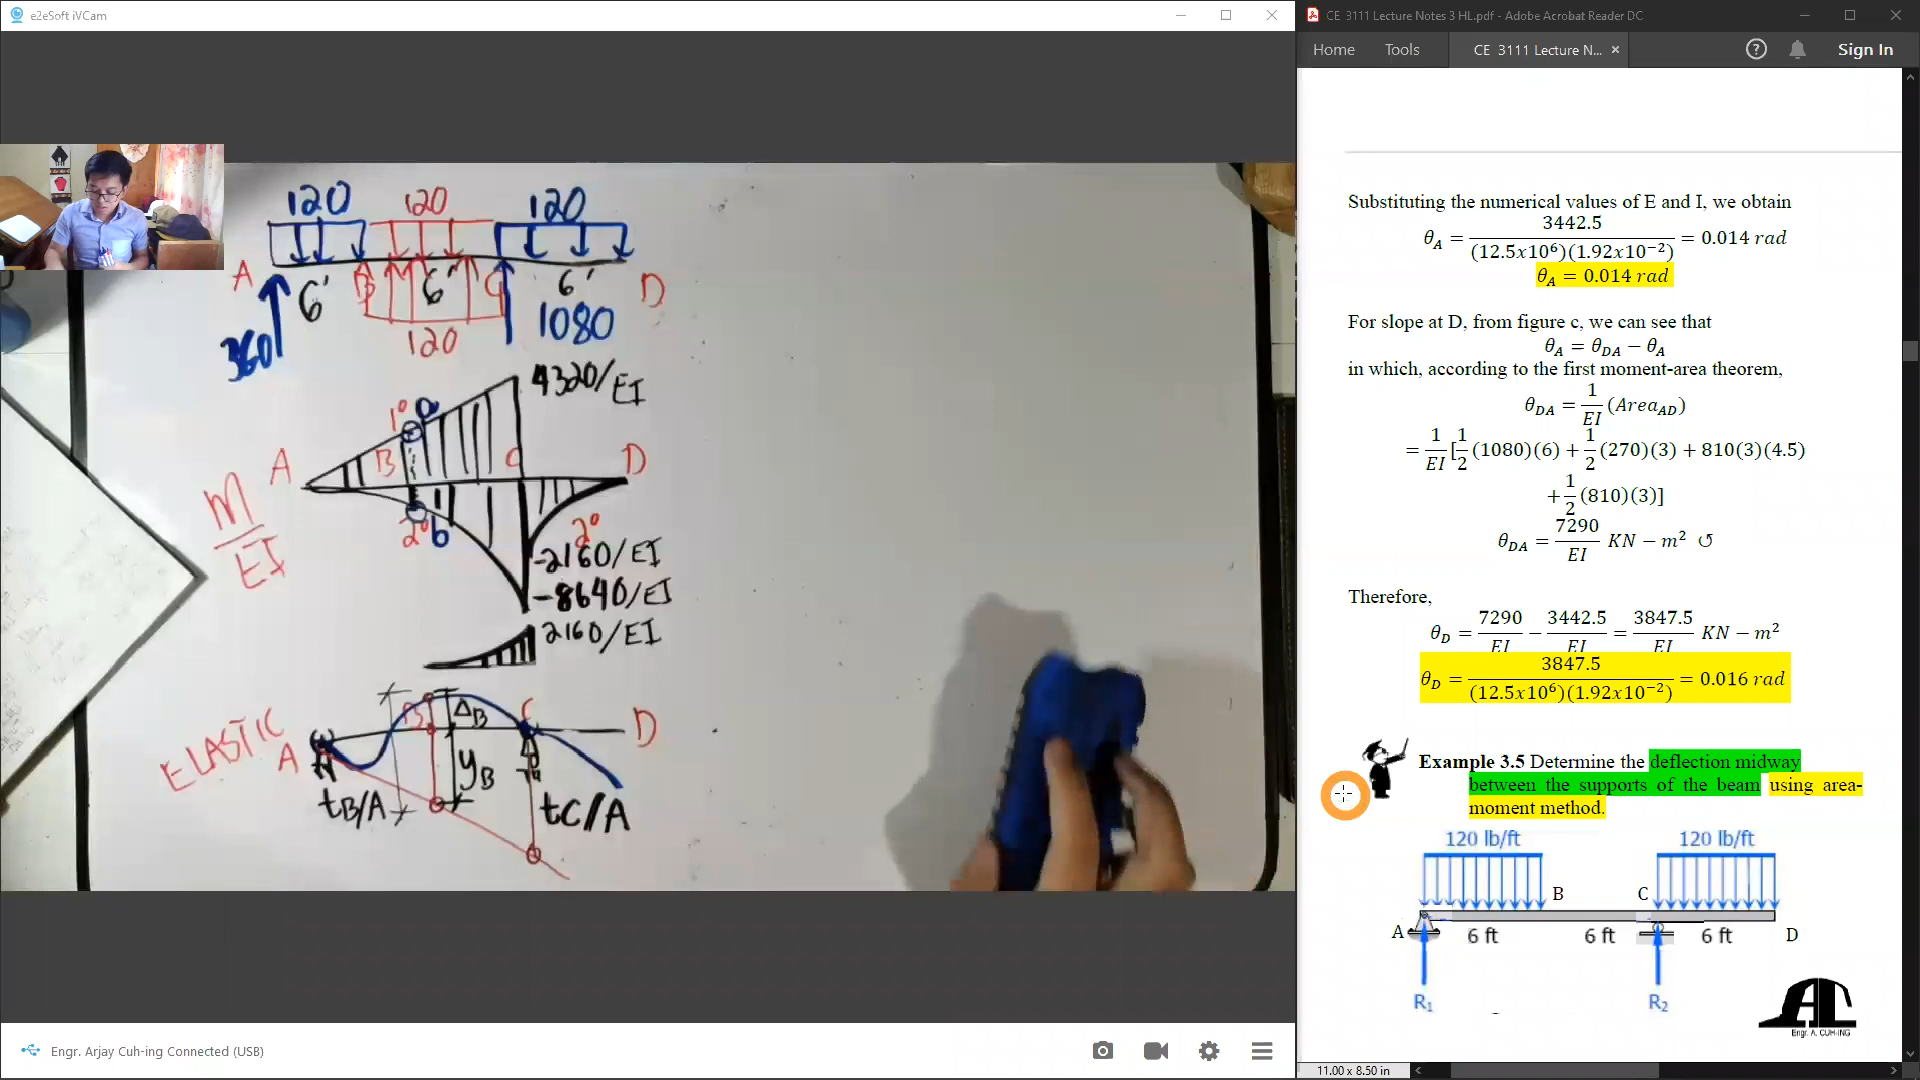 e2eSoft iVCam
120 120 120
A B C D
6' 6' 6'
360 120 1080
4320/EI
1° a
A B C D
M/EI
2° b 2°
-2160/EI
-8640/EI
2160/EI
ELASTIC
A B ΔB C D
yB
tB/A tC/A
Engr. Arjay Cuh-ing Connected (USB)
CE 3111 Lecture Notes 3 HL.pdf - Adobe Acrobat Reader DC
Home Tools CE 3111 Lecture N... × Sign In
Substituting the numerical values of E and I, we obtain
θA = 3442.5 / (12.5x10⁶)(1.92x10⁻²) = 0.014 rad
θA = 0.014 rad
For slope at D, from figure c, we can see that
θA = θDA − θA
in which, according to the first moment-area theorem,
θDA = 1/EI (AreaAD)
= 1/EI [1/2 (1080)(6) + 1/2 (270)(3) + 810(3)(4.5)
+ 1/2 (810)(3)]
θDA = 7290/EI KN − m² ↺
Therefore,
θD = 7290/EI − 3442.5/EI = 3847.5/EI KN − m²
θD = 3847.5 / (12.5x10⁶)(1.92x10⁻²) = 0.016 rad
Example 3.5 Determine the deflection midway
between the supports of the beam using area-
moment method.
120 lb/ft 120 lb/ft
B C
A 6 ft 6 ft 6 ft D
R₁ R₂
AC
Engr. A. CUH-ING
11.00 x 8.50 in